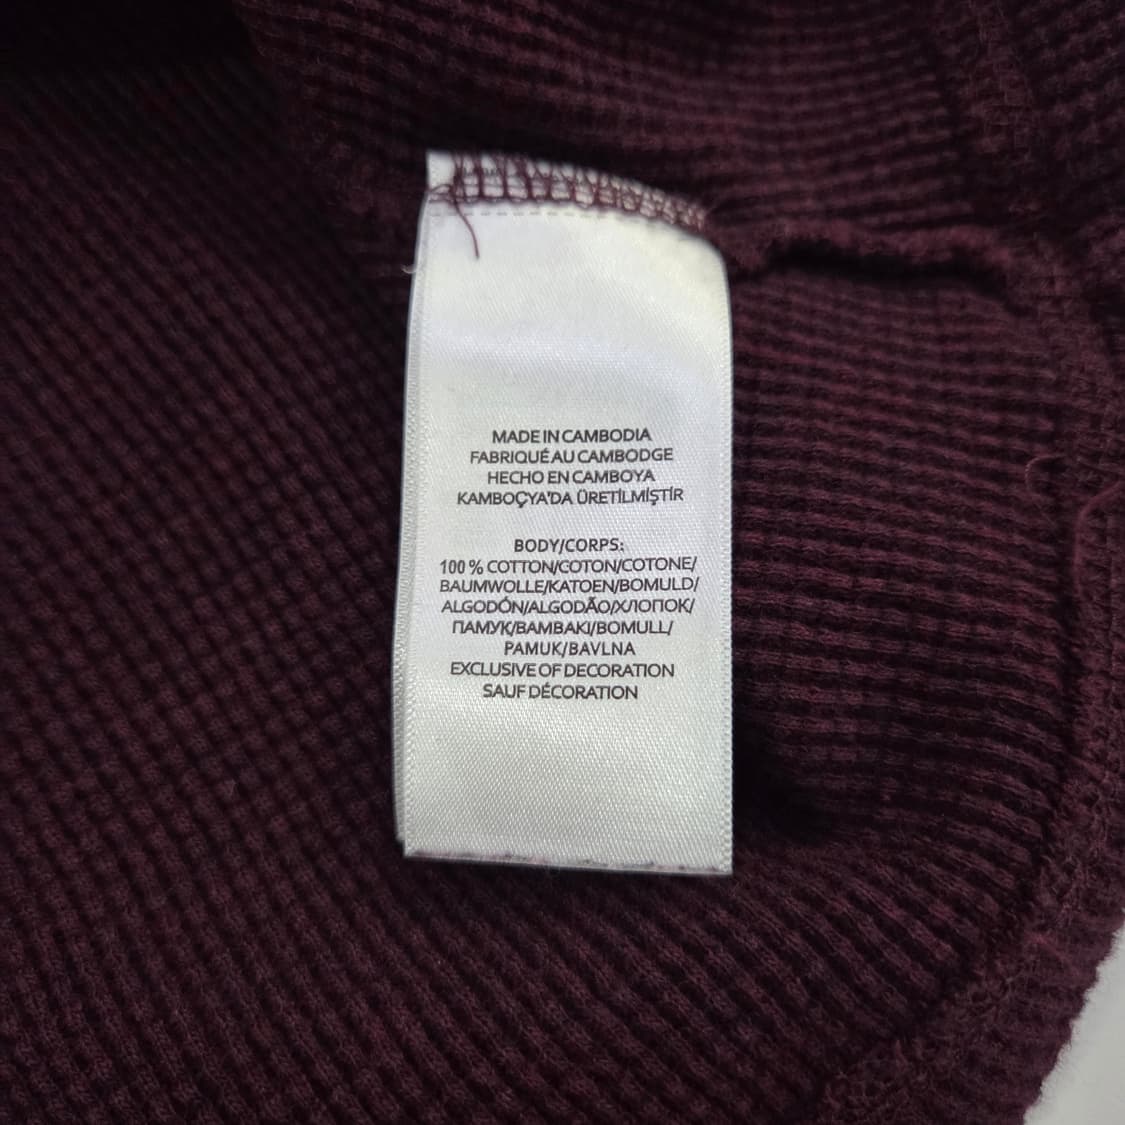 MADE IN CAMBODIA
FABRIQUÉ AU CAMBODGE
HECHO EN CAMBOYA
KAMBOÇYA'DA ÜRETİLMİŞTİR
BODY/CORPS:
100 % COTTON/COTON/COTONE/
BAUMWOLLE/KATOEN/BOMULD/
ALGODÓN/ALGODÃO/ХЛОПОК/
ПАМУК/BAMBAKI/BOMULL/
PAMUK/BAVLNA
EXCLUSIVE OF DECORATION
SAUF DÉCORATION